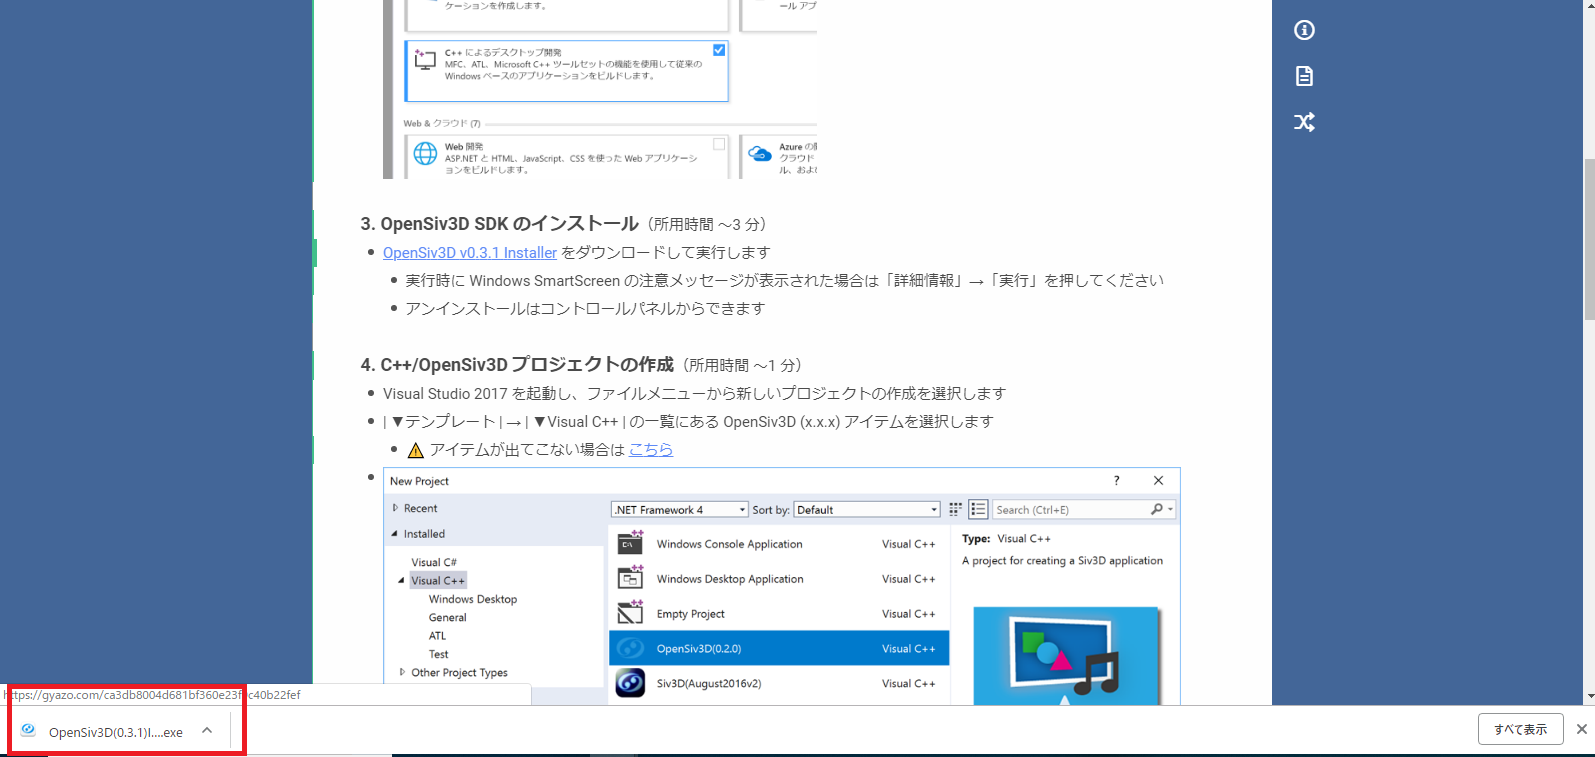 ケーションを作成します。
ール アプ
C++ によるデスクトップ開発
MFC、ATL、Microsoft C++ ツールセットの機能を使用して従来の
Windows ベースのアプリケーションをビルドします。
Web & クラウド (7)
Web 開発
ASP.NET と HTML、JavaScript、CSS を使った Web アプリケーシ
ョンをビルドします。
Azure の
クラウド
ル、およ
3. OpenSiv3D SDK のインストール（所用時間 ～3 分）
OpenSiv3D v0.3.1 Installer をダウンロードして実行します
実行時に Windows SmartScreen の注意メッセージが表示された場合は「詳細情報」→「実行」を押してください
アンインストールはコントロールパネルからできます
4. C++/OpenSiv3D プロジェクトの作成（所用時間 ～1 分）
Visual Studio 2017 を起動し、ファイルメニューから新しいプロジェクトの作成を選択します
| ▼テンプレート | → | ▼Visual C++ | の一覧にある OpenSiv3D (x.x.x) アイテムを選択します
アイテムが出てこない場合は こちら
New Project
Recent
Installed
Visual C#
Visual C++
Windows Desktop
General
ATL
Test
Other Project Types
.NET Framework 4 Sort by: Default
Search (Ctrl+E)
Windows Console Application Visual C++
Windows Desktop Application Visual C++
Empty Project Visual C++
OpenSiv3D(0.2.0) Visual C++
Siv3D(August2016v2) Visual C++
Type: Visual C++
A project for creating a Siv3D application
OpenSiv3D(0.3.1)I....exe
すべて表示